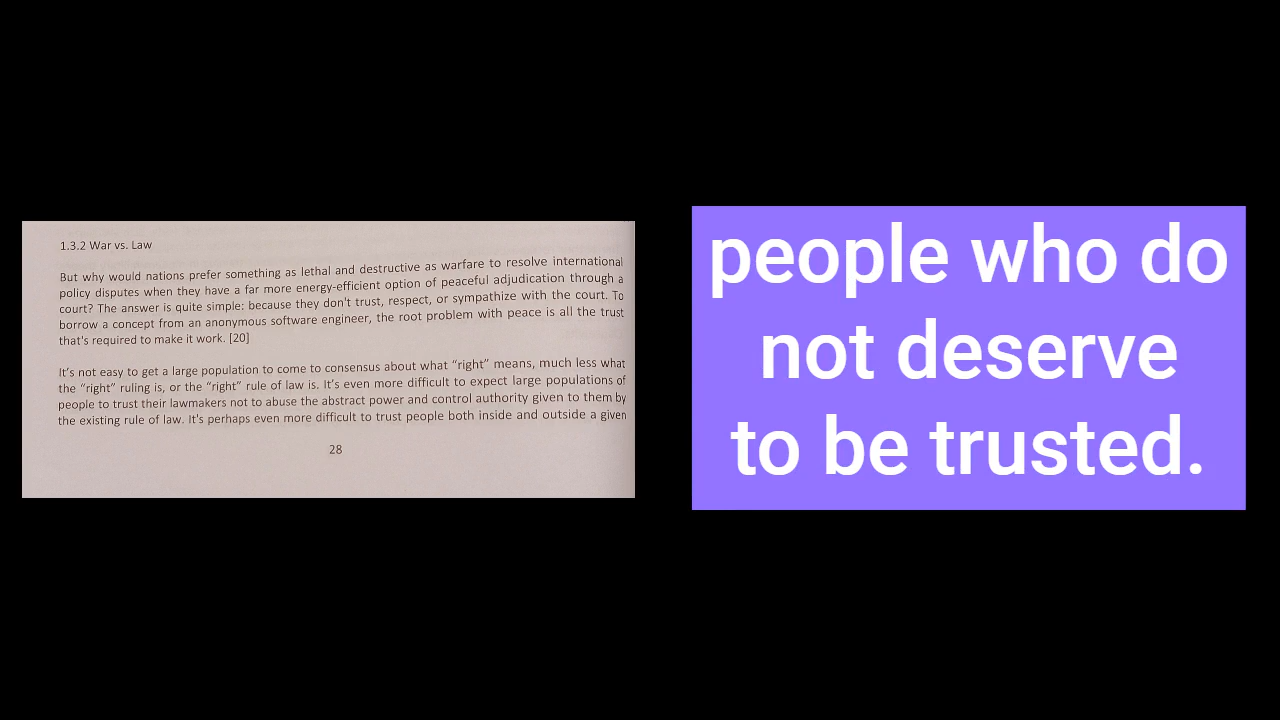 1.3.2 War vs. Law
But why would nations prefer something as lethal and destructive as warfare to resolve international
policy disputes when they have a far more energy-efficient option of peaceful adjudication through a
court? The answer is quite simple: because they don't trust, respect, or sympathize with the court. To
borrow a concept from an anonymous software engineer, the root problem with peace is all the trust
that's required to make it work. [20]
It's not easy to get a large population to come to consensus about what “right” means, much less what
the “right” ruling is, or the “right” rule of law is. It's even more difficult to expect large populations of
people to trust their lawmakers not to abuse the abstract power and control authority given to them by
the existing rule of law. It's perhaps even more difficult to trust people both inside and outside a given
28
people who do
not deserve
to be trusted.